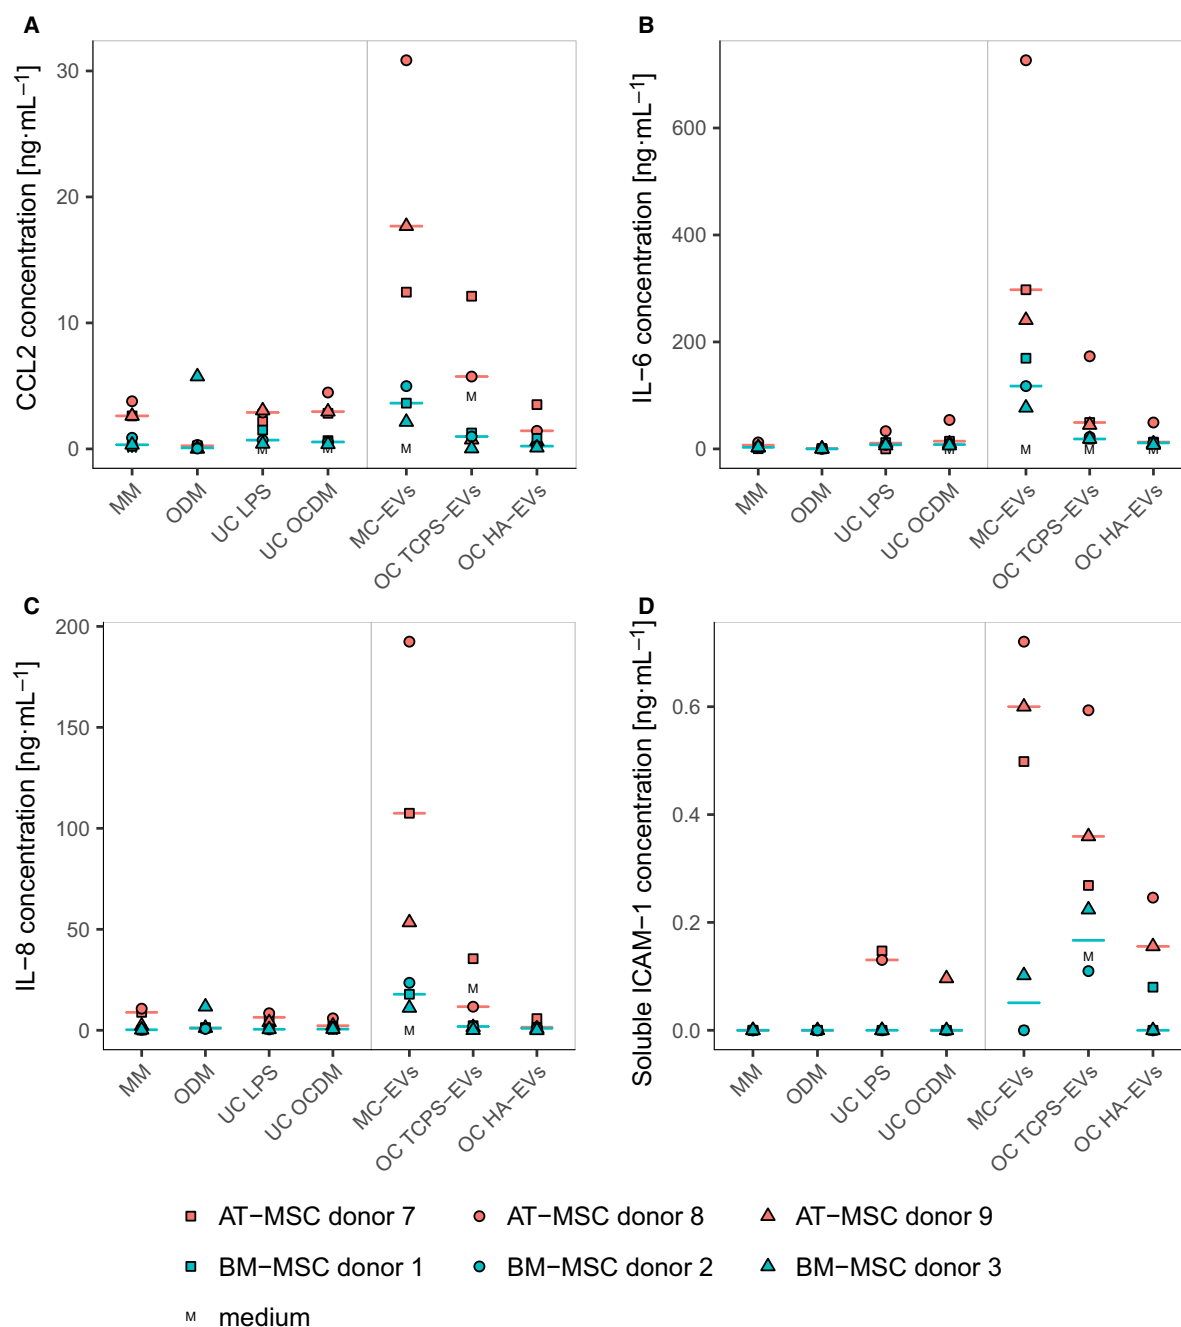 A
CCL2 concentration [ng·mL−1]
30
20
10
0
MM
ODM
UC LPS
UC OCDM
MC−EVs
OC TCPS−EVs
OC HA−EVs
M
M
M
M
M
B
IL−6 concentration [ng·mL−1]
600
400
200
0
MM
ODM
UC LPS
UC OCDM
MC−EVs
OC TCPS−EVs
OC HA−EVs
M
M
M
M
C
IL−8 concentration [ng·mL−1]
200
150
100
50
0
MM
ODM
UC LPS
UC OCDM
MC−EVs
OC TCPS−EVs
OC HA−EVs
M
M
D
Soluble ICAM−1 concentration [ng·mL−1]
0.6
0.4
0.2
0.0
MM
ODM
UC LPS
UC OCDM
MC−EVs
OC TCPS−EVs
OC HA−EVs
M
AT−MSC donor 7
AT−MSC donor 8
AT−MSC donor 9
BM−MSC donor 1
BM−MSC donor 2
BM−MSC donor 3
M medium